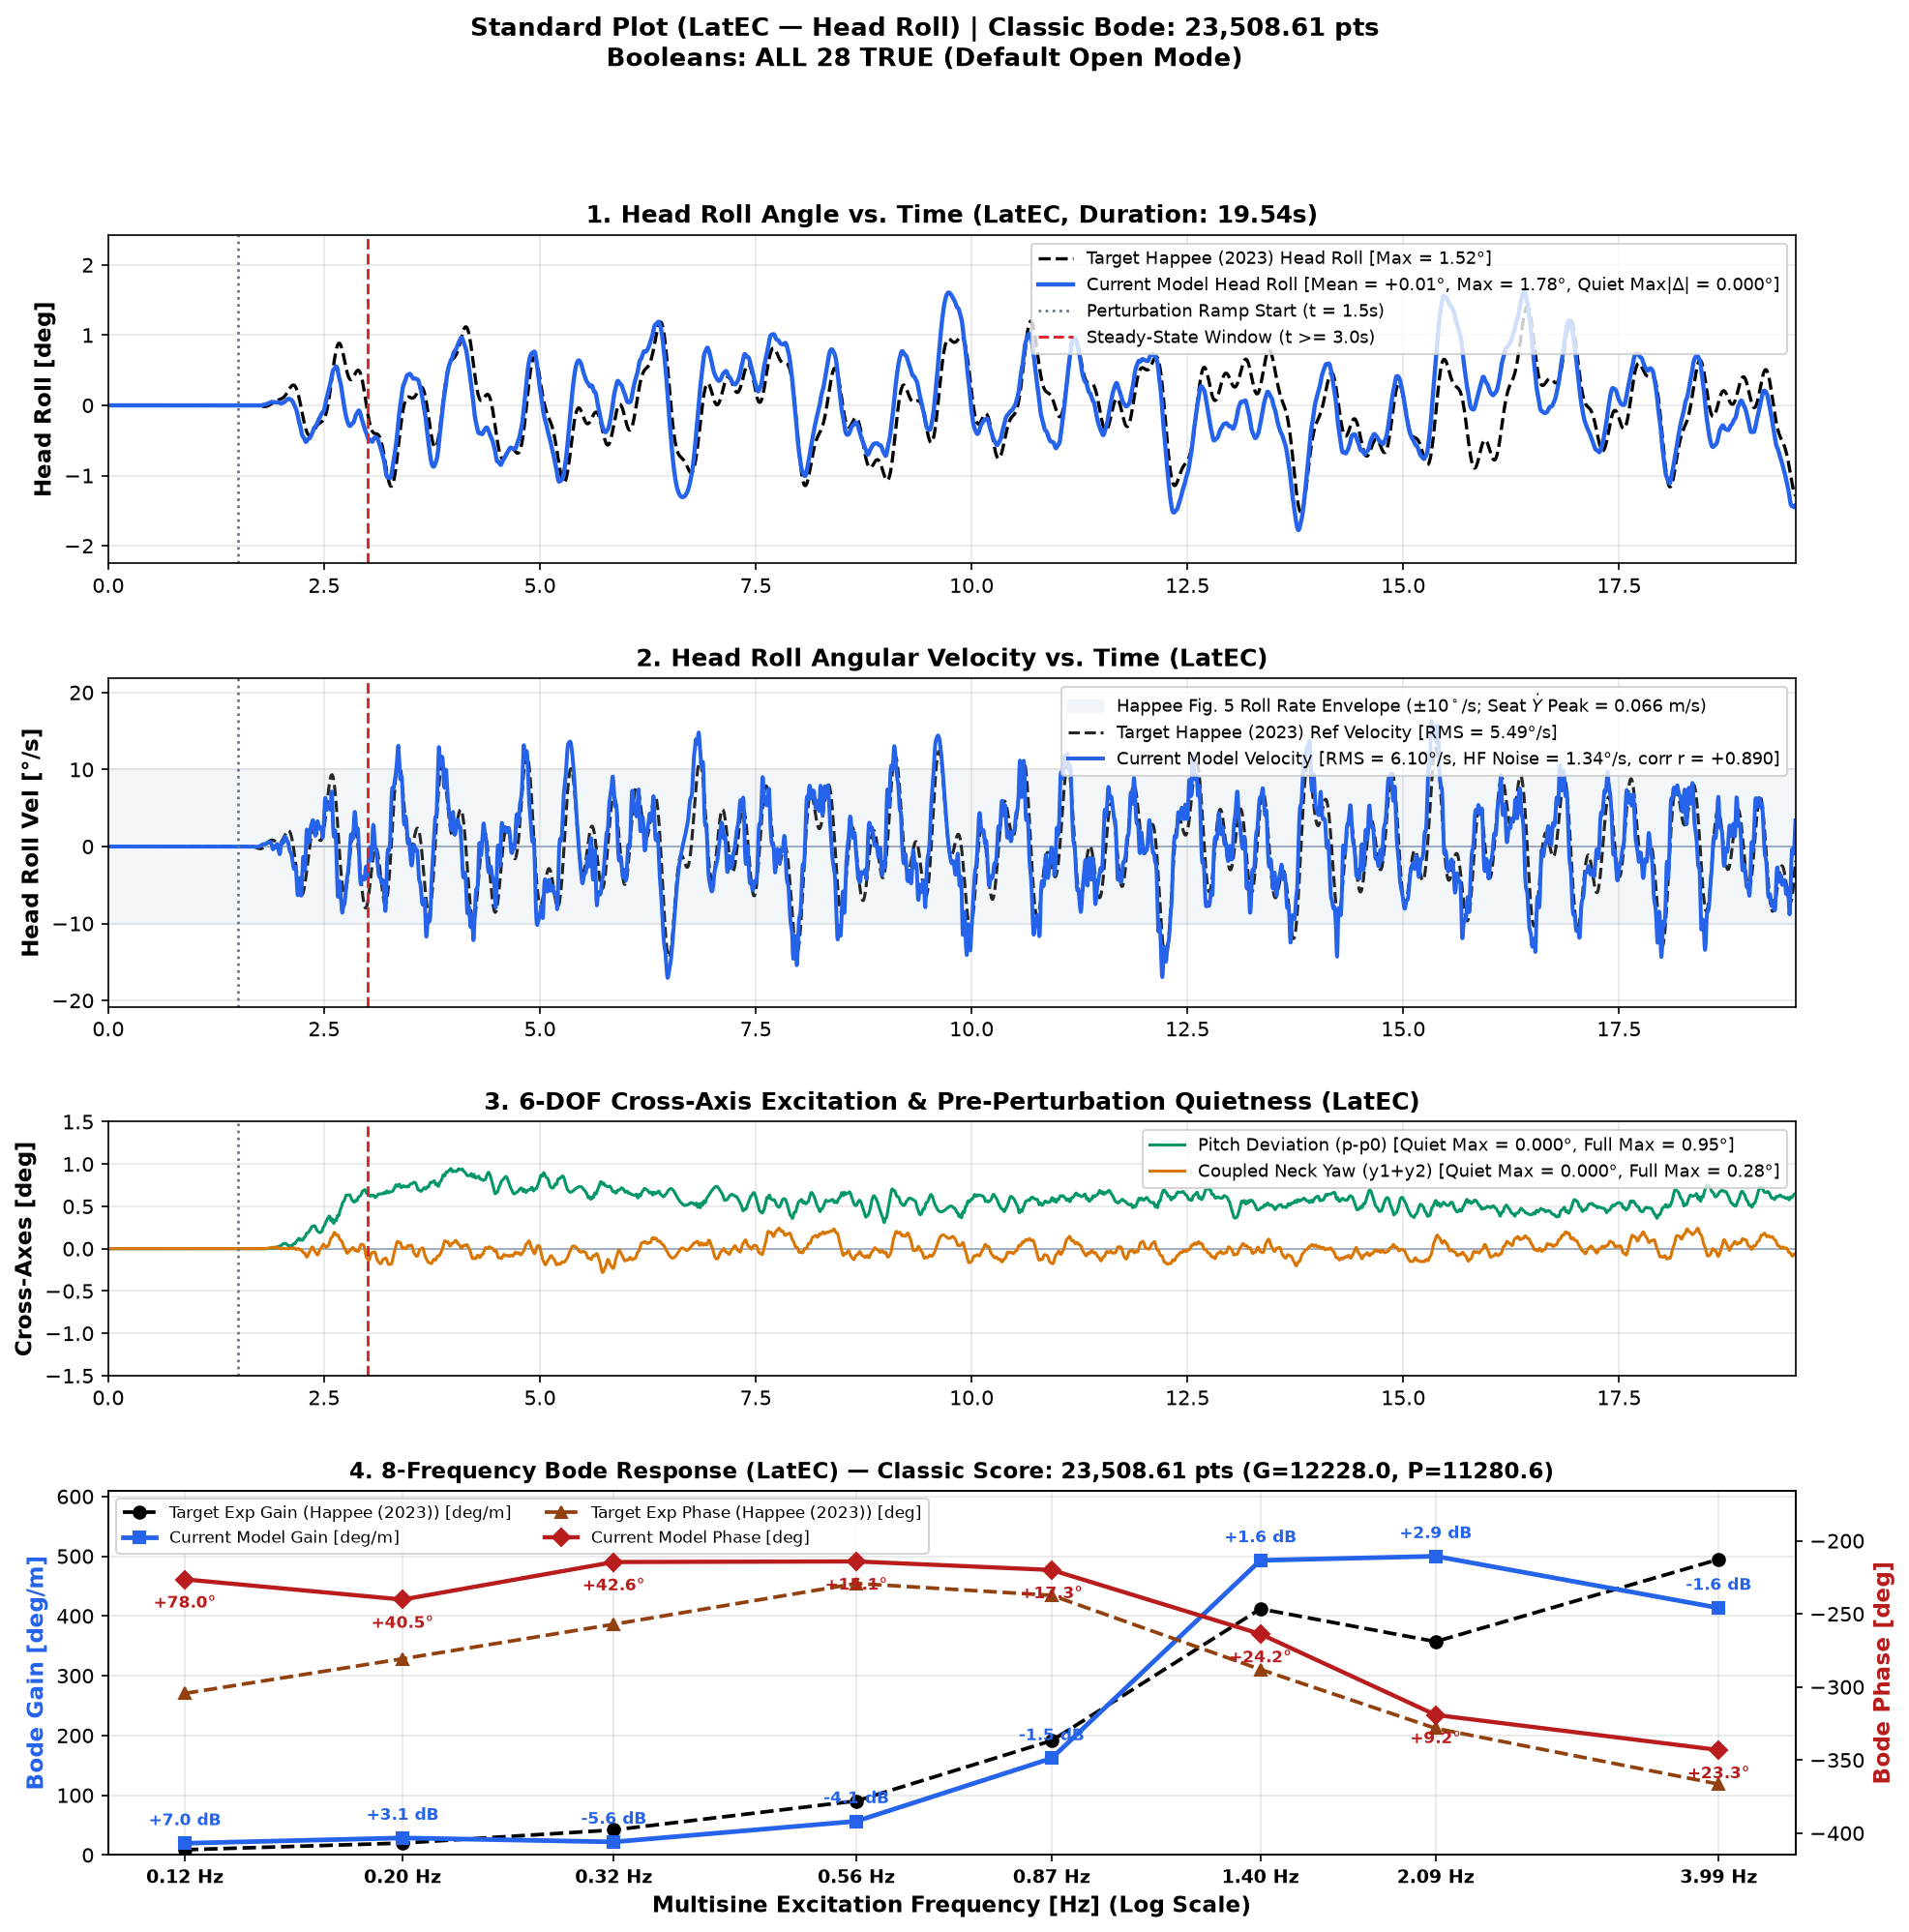 Standard Plot (LatEC — Head Roll) | Classic Bode: 23,508.61 pts
Booleans: ALL 28 TRUE (Default Open Mode)
1. Head Roll Angle vs. Time (LatEC, Duration: 19.54s)
Head Roll [deg]
2
1
0
−1
−2
Target Happee (2023) Head Roll [Max = 1.52°]
Current Model Head Roll [Mean = +0.01°, Max = 1.78°, Quiet Max|Δ| = 0.000°]
Perturbation Ramp Start (t = 1.5s)
Steady-State Window (t >= 3.0s)
0.0 2.5 5.0 7.5 10.0 12.5 15.0 17.5
2. Head Roll Angular Velocity vs. Time (LatEC)
Head Roll Vel [°/s]
20
10
0
−10
−20
Happee Fig. 5 Roll Rate Envelope (±10˚/s; Seat Ẏ Peak = 0.066 m/s)
Target Happee (2023) Ref Velocity [RMS = 5.49°/s]
Current Model Velocity [RMS = 6.10°/s, HF Noise = 1.34°/s, corr r = +0.890]
0.0 2.5 5.0 7.5 10.0 12.5 15.0 17.5
3. 6-DOF Cross-Axis Excitation & Pre-Perturbation Quietness (LatEC)
Cross-Axes [deg]
1.5
1.0
0.5
0.0
−0.5
−1.0
−1.5
Pitch Deviation (p-p0) [Quiet Max = 0.000°, Full Max = 0.95°]
Coupled Neck Yaw (y1+y2) [Quiet Max = 0.000°, Full Max = 0.28°]
0.0 2.5 5.0 7.5 10.0 12.5 15.0 17.5
4. 8-Frequency Bode Response (LatEC) — Classic Score: 23,508.61 pts (G=12228.0, P=11280.6)
Bode Gain [deg/m]
600
500
400
300
200
100
0
Target Exp Gain (Happee (2023)) [deg/m]
Current Model Gain [deg/m]
Target Exp Phase (Happee (2023)) [deg]
Current Model Phase [deg]
+1.6 dB
+2.9 dB
-1.6 dB
+78.0°
+40.5°
+42.6°
+17.3°
+24.2°
+9.2°
+23.3°
+7.0 dB
+3.1 dB
-5.6 dB
-4.1 dB
-1.5 dB
−200
−250
−300
−350
−400
Bode Phase [deg]
0.12 Hz 0.20 Hz 0.32 Hz 0.56 Hz 0.87 Hz 1.40 Hz 2.09 Hz 3.99 Hz
Multisine Excitation Frequency [Hz] (Log Scale)